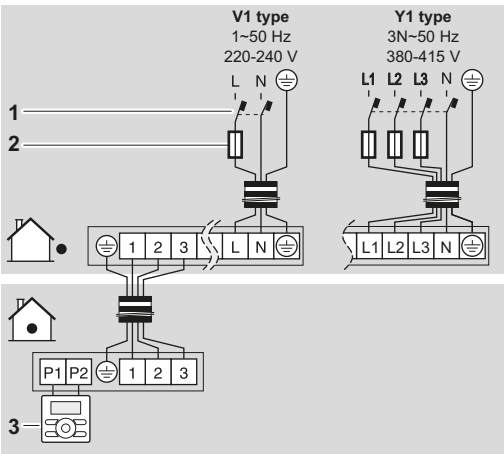 V1 type Y1 type
1~50 Hz 3N~50 Hz
220-240 V 380-415 V
L N L1 L2 L3 N
1
2
1 2 3 L N L1 L2 L3 N
P1 P2 1 2 3
3